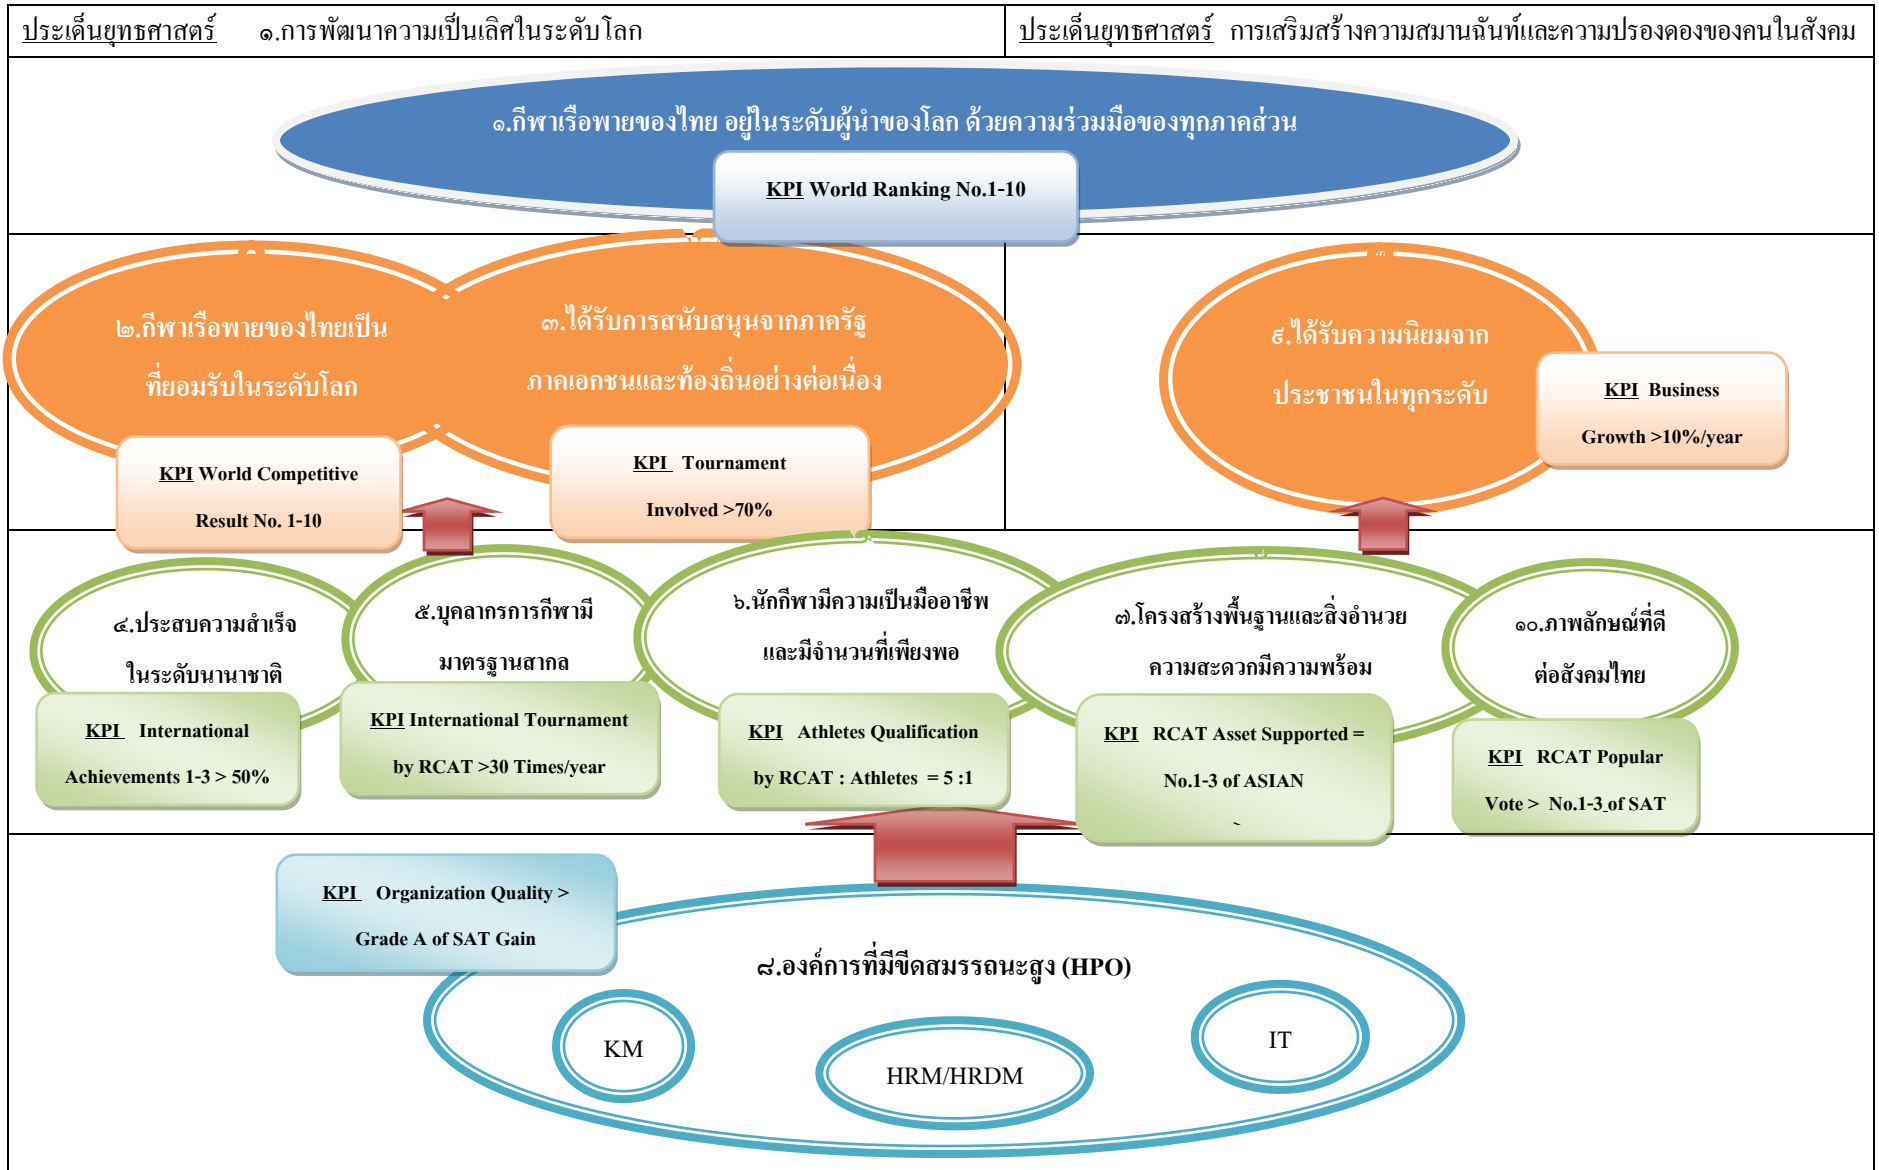 ประเด็นยุทธศาสตร์ ๑.การพัฒนาความเป็นเลิศในระดับโลก
ประเด็นยุทธศาสตร์ การเสริมสร้างความสมานฉันท์และความปรองดองของคนในสังคม
๑.กีฬาเรือพายของไทย อยู่ในระดับผู้นำของโลก ด้วยความร่วมมือของทุกภาคส่วน
KPI World Ranking No.1-10
๒.กีฬาเรือพายของไทยเป็น
ที่ยอมรับในระดับโลก
KPI World Competitive
Result No. 1-10
๓.ได้รับการสนับสนุนจากภาครัฐ
ภาคเอกชนและท้องถิ่นอย่างต่อเนื่อง
KPI Tournament
Involved >70%
๙.ได้รับความนิยมจาก
ประชาชนในทุกระดับ
KPI Business
Growth >10%/year
๔.ประสบความสำเร็จ
ในระดับนานาชาติ
KPI International
Achievements 1-3 > 50%
๕.บุคลากรการกีฬามี
มาตรฐานสากล
KPI International Tournament
by RCAT >30 Times/year
๖.นักกีฬามีความเป็นมืออาชีพ
และมีจำนวนที่เพียงพอ
KPI Athletes Qualification
by RCAT : Athletes = 5 :1
๗.โครงสร้างพื้นฐานและสิ่งอำนวย
ความสะดวกมีความพร้อม
KPI RCAT Asset Supported =
No.1-3 of ASIAN
๑๐.ภาพลักษณ์ที่ดี
ต่อสังคมไทย
KPI RCAT Popular
Vote > No.1-3 of SAT
KPI Organization Quality >
Grade A of SAT Gain
๘.องค์การที่มีขีดสมรรถนะสูง (HPO)
KM
HRM/HRDM
IT